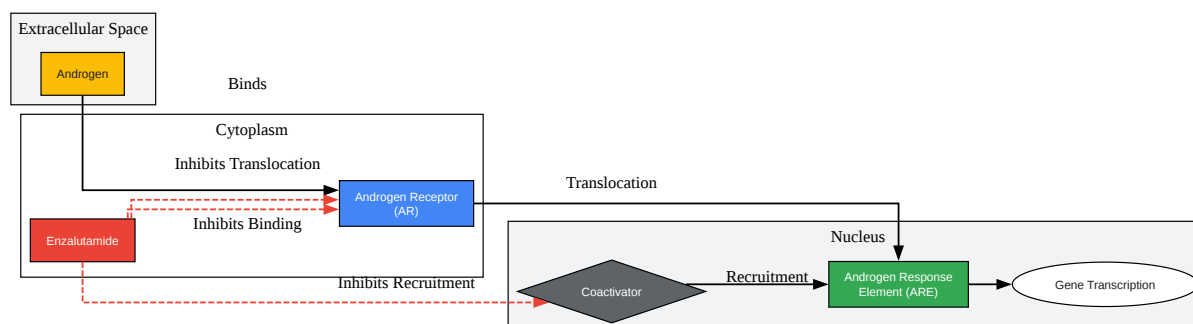 Extracellular Space
Androgen
Binds
Cytoplasm
Inhibits Translocation
Androgen Receptor
(AR)
Translocation
Inhibits Binding
Enzalutamide
Nucleus
Inhibits Recruitment
Coactivator
Recruitment
Androgen Response
Element (ARE)
Gene Transcription